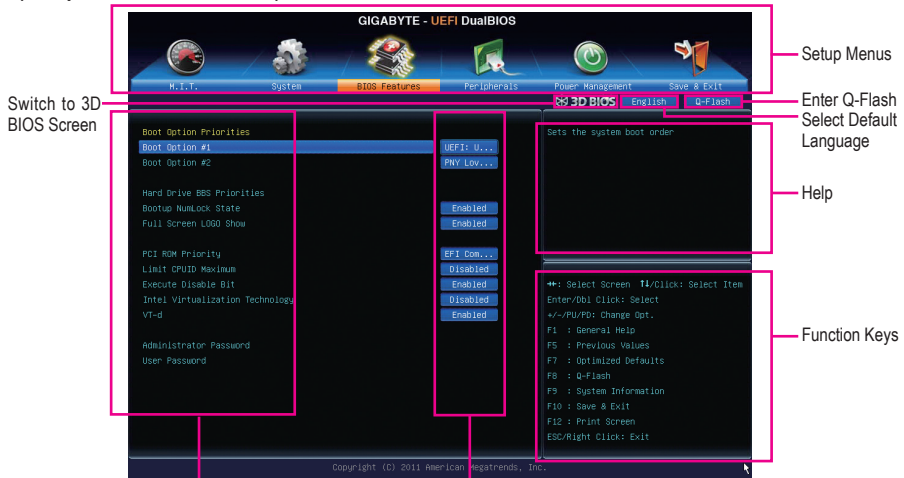 GIGABYTE - UEFI DualBIOS
M.I.T. System BIOS Features Peripherals Power Management Save & Exit
Setup Menus
3D BIOS English Q-Flash
Switch to 3D
BIOS Screen
Enter Q-Flash
Select Default
Language
Boot Option Priorities
Boot Option #1 UEFI: U...
Boot Option #2 PNY Lov...
Hard Drive BBS Priorities
Bootup NumLock State Enabled
Full Screen LOGO Show Enabled
PCI ROM Priority EFI Com...
Limit CPUID Maximum Disabled
Execute Disable Bit Enabled
Intel Virtualization Technology Disabled
VT-d Enabled
Administrator Password
User Password
Sets the system boot order
Help
→←: Select Screen ↑↓/Click: Select Item
Enter/Dbl Click: Select
+/-/PU/PD: Change Opt.
F1 : General Help
F5 : Previous Values
F7 : Optimized Defaults
F8 : Q-Flash
F9 : System Information
F10 : Save & Exit
F12 : Print Screen
ESC/Right Click: Exit
Function Keys
Copyright (C) 2011 American Megatrends, Inc.